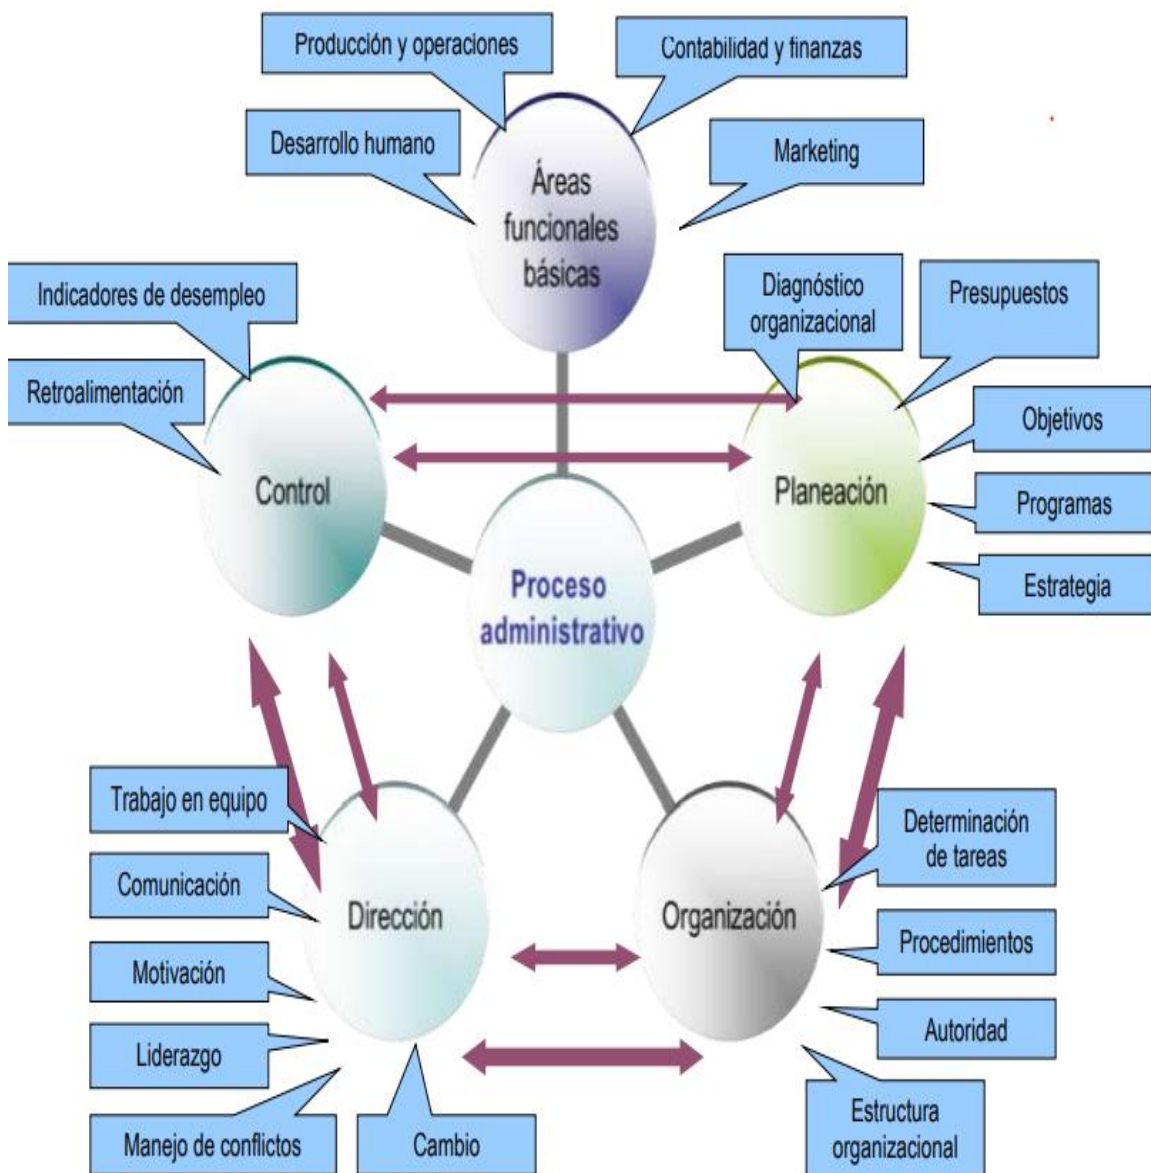 Producción y operaciones
Contabilidad y finanzas
Desarrollo humano
Marketing
Áreas
funcionales
básicas
Indicadores de desempleo
Retroalimentación
Diagnóstico
organizacional
Presupuestos
Objetivos
Programas
Estrategia
Control
Planeación
Proceso
administrativo
Trabajo en equipo
Comunicación
Motivación
Liderazgo
Manejo de conflictos
Cambio
Dirección
Organización
Determinación
de tareas
Procedimientos
Autoridad
Estructura
organizacional